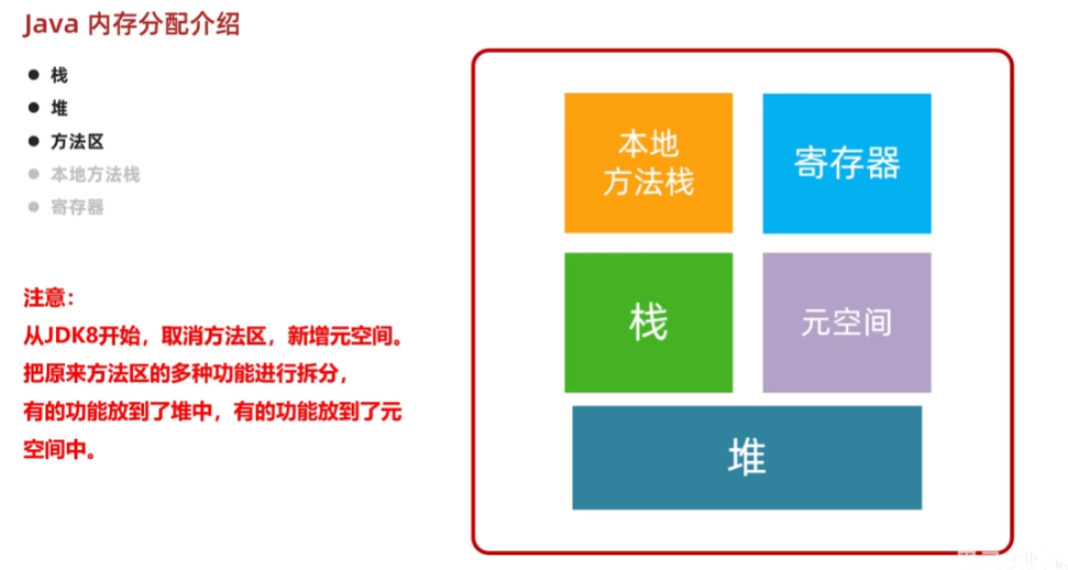 Java 内存分配介绍
栈
堆
方法区
本地方法栈
寄存器
注意：
从JDK8开始，取消方法区，新增元空间。
把原来方法区的多种功能进行拆分，
有的功能放到了堆中，有的功能放到了元
空间中。
本地
方法栈
寄存器
栈
元空间
堆